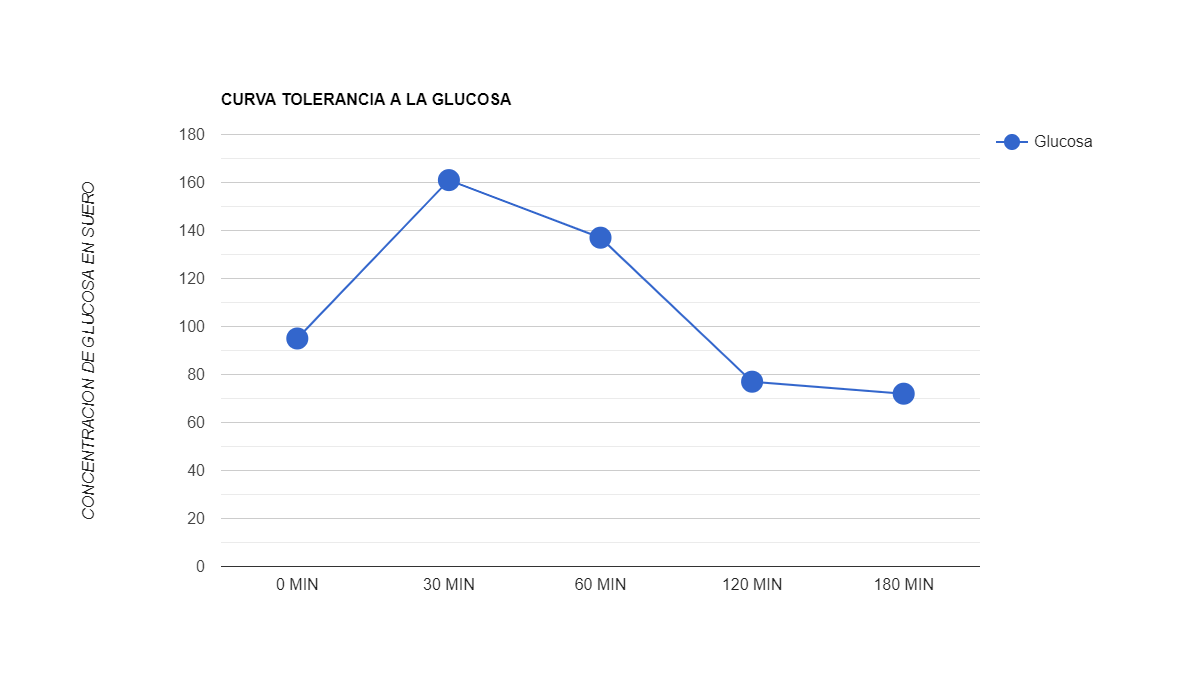 CURVA TOLERANCIA A LA GLUCOSA
Glucosa
CONCENTRACION DE GLUCOSA EN SUERO
180
160
140
120
100
80
60
40
20
0
0 MIN
30 MIN
60 MIN
120 MIN
180 MIN